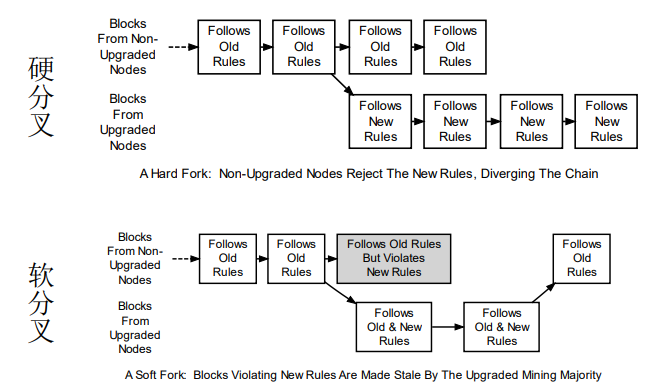 硬分叉
Blocks
From Non-
Upgraded
Nodes
Follows
Old
Rules
Follows
Old
Rules
Follows
Old
Rules
Follows
Old
Rules
Blocks
From
Upgraded
Nodes
Follows
New
Rules
Follows
New
Rules
Follows
New
Rules
Follows
New
Rules
A Hard Fork: Non-Upgraded Nodes Reject The New Rules, Diverging The Chain
软分叉
Blocks
From Non-
Upgraded
Nodes
Follows
Old
Rules
Follows
Old
Rules
Follows Old Rules
But Violates
New Rules
Follows
Old
Rules
Blocks
From
Upgraded
Nodes
Follows
Old & New
Rules
Follows
Old & New
Rules
A Soft Fork: Blocks Violating New Rules Are Made Stale By The Upgraded Mining Majority